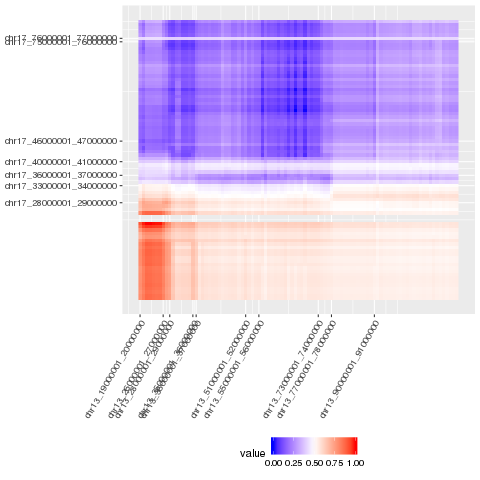 chr17_76000001_77000000
chr17_75000001_76000000
chr17_46000001_47000000
chr17_40000001_41000000
chr17_36000001_37000000
chr17_33000001_34000000
chr17_28000001_29000000
chr13_19000001_20000000
chr13_28000001_29000000
chr13_51000001_52000000
chr13_55000001_56000000
chr13_73000001_74000000
chr13_77000001_78000000
chr13_90000001_91000000
value
0.00 0.25 0.50 0.75 1.00